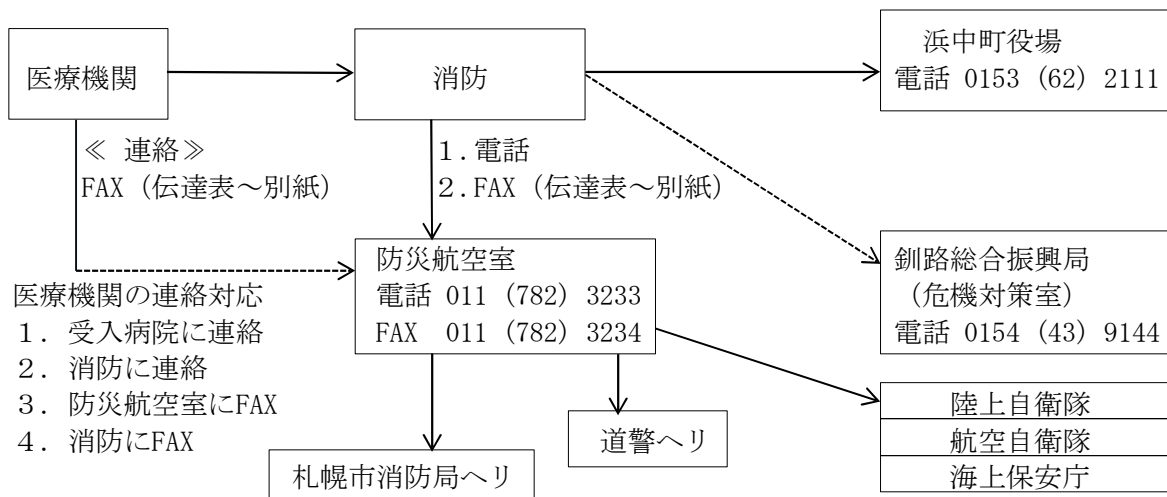 医療機関
消防
浜中町役場
電話 0153 (62) 2111
≪ 連絡≫
FAX (伝達表～別紙)
1.電話
2.FAX (伝達表～別紙)
防災航空室
電話 011 (782) 3233
FAX 011 (782) 3234
釧路総合振興局
(危機対策室)
電話 0154 (43) 9144
医療機関の連絡対応
1. 受入病院に連絡
2. 消防に連絡
3. 防災航空室にFAX
4. 消防にFAX
札幌市消防局ヘリ
道警ヘリ
陸上自衛隊
航空自衛隊
海上保安庁